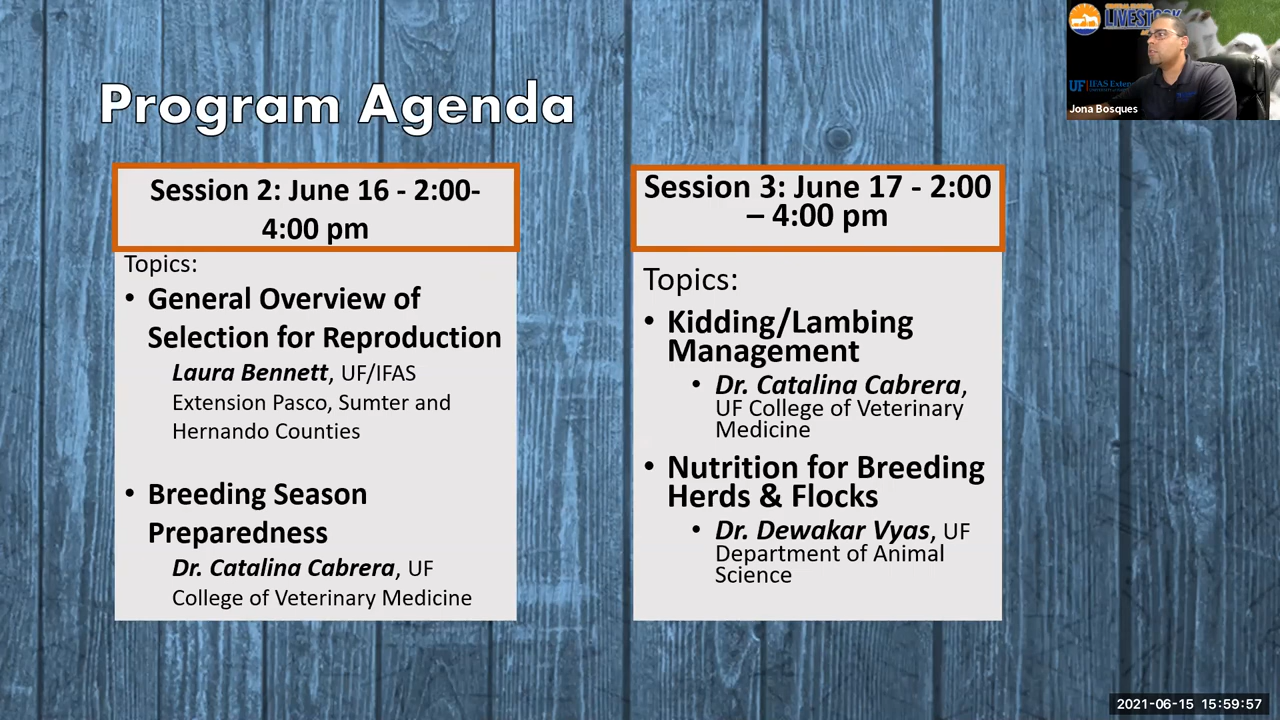 Program Agenda
Session 2: June 16 - 2:00-
4:00 pm
Topics:
• General Overview of
Selection for Reproduction
Laura Bennett, UF/IFAS
Extension Pasco, Sumter and
Hernando Counties
• Breeding Season
Preparedness
Dr. Catalina Cabrera, UF
College of Veterinary Medicine
Session 3: June 17 - 2:00
– 4:00 pm
Topics:
• Kidding/Lambing
Management
• Dr. Catalina Cabrera,
UF College of Veterinary
Medicine
• Nutrition for Breeding
Herds & Flocks
• Dr. Dewakar Vyas, UF
Department of Animal
Science
UF IFAS
Jona Bosques
2021-06-15 15:59:57